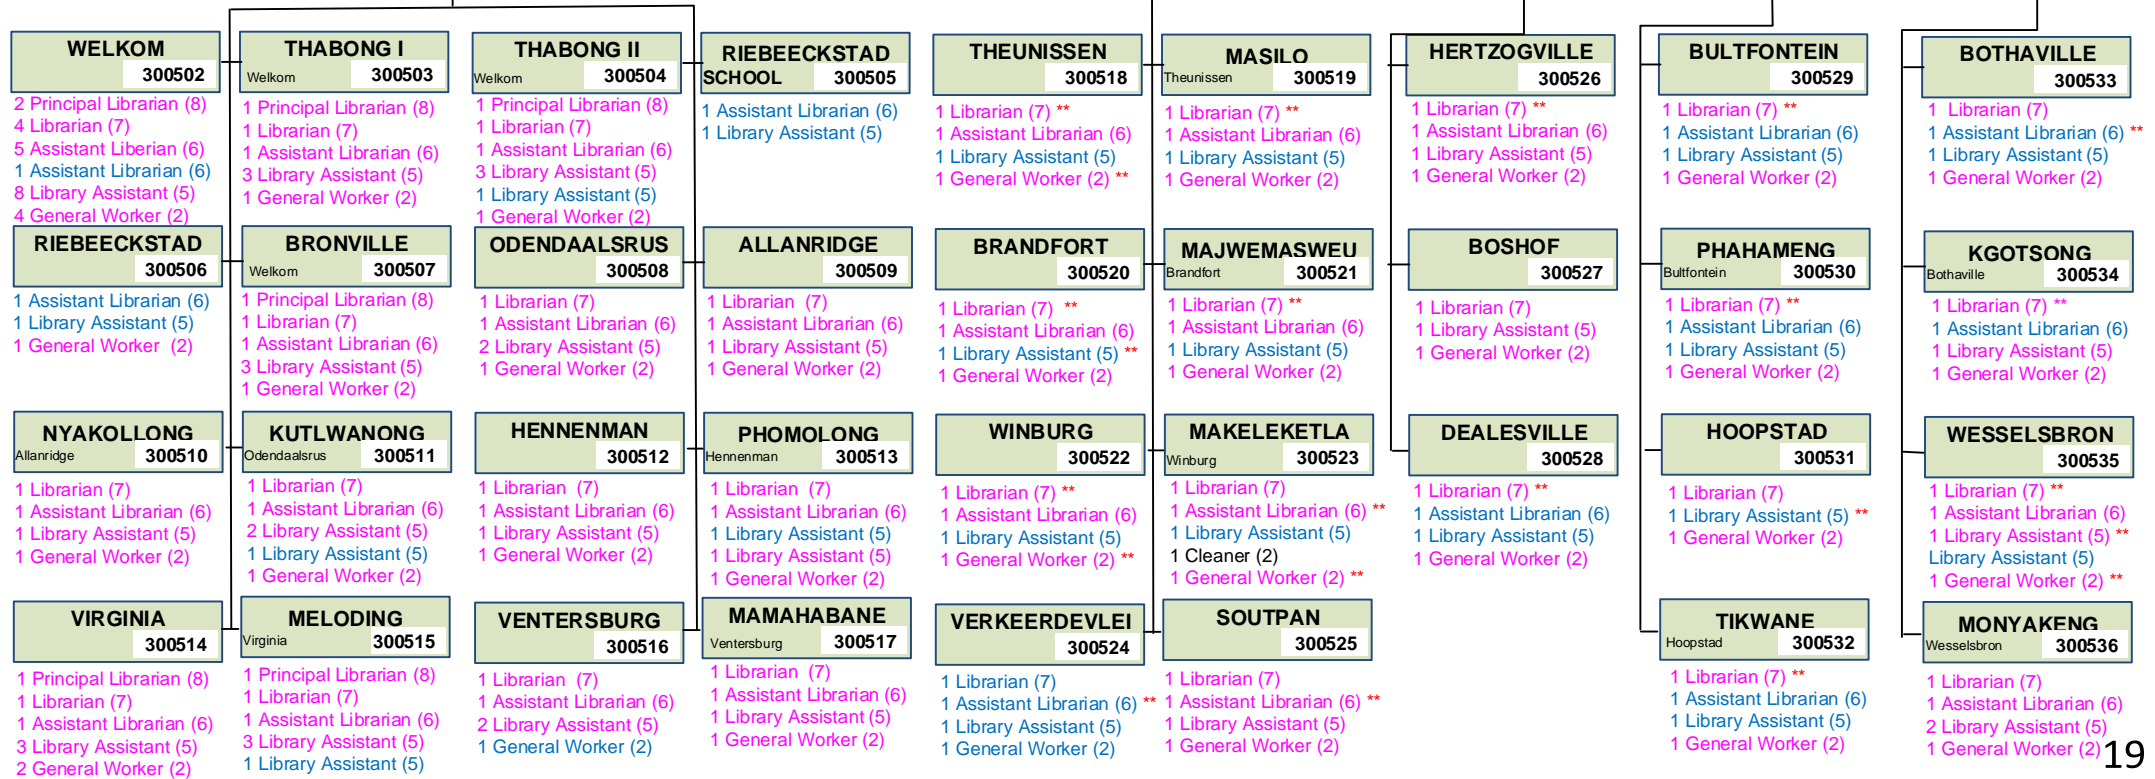 WELKOM
300502
2 Principal Librarian (8)
4 Librarian (7)
5 Assistant Liberian (6)
1 Assistant Librarian (6)
8 Library Assistant (5)
4 General Worker (2)
THABONG I
Welkom 300503
1 Principal Librarian (8)
1 Librarian (7)
1 Assistant Librarian (6)
3 Library Assistant (5)
1 General Worker (2)
THABONG II
Welkom 300504
1 Principal Librarian (8)
1 Librarian (7)
1 Assistant Librarian (6)
3 Library Assistant (5)
1 Library Assistant (5)
1 General Worker (2)
RIEBEECKSTAD
SCHOOL 300505
1 Assistant Librarian (6)
1 Library Assistant (5)
THEUNISSEN
300518
1 Librarian (7) **
1 Assistant Librarian (6)
1 Library Assistant (5)
1 General Worker (2) **
MASILO
Theunissen 300519
1 Librarian (7) **
1 Assistant Librarian (6)
1 Library Assistant (5)
1 General Worker (2)
HERTZOGVILLE
300526
1 Librarian (7) **
1 Assistant Librarian (6)
1 Library Assistant (5)
1 General Worker (2)
BULTFONTEIN
300529
1 Librarian (7) **
1 Assistant Librarian (6)
1 Library Assistant (5)
1 General Worker (2)
BOTHAVILLE
300533
1 Librarian (7)
1 Assistant Librarian (6) **
1 Library Assistant (5)
1 General Worker (2)
RIEBEECKSTAD
300506
1 Assistant Librarian (6)
1 Library Assistant (5)
1 General Worker (2)
BRONVILLE
Welkom 300507
1 Principal Librarian (8)
1 Librarian (7)
1 Assistant Librarian (6)
3 Library Assistant (5)
1 General Worker (2)
ODENDAALSRUS
300508
1 Librarian (7)
1 Assistant Librarian (6)
2 Library Assistant (5)
1 General Worker (2)
ALLANRIDGE
300509
1 Librarian (7)
1 Assistant Librarian (6)
1 Library Assistant (5)
1 General Worker (2)
BRANDFORT
300520
1 Librarian (7) **
1 Assistant Librarian (6)
1 Library Assistant (5) **
1 General Worker (2)
MAJWEMASWEU
Brandfort 300521
1 Librarian (7) **
1 Assistant Librarian (6)
1 Library Assistant (5)
1 General Worker (2)
BOSHOF
300527
1 Librarian (7)
1 Library Assistant (5)
1 General Worker (2)
PHAHAMENG
Bultfontein 300530
1 Librarian (7) **
1 Assistant Librarian (6)
1 Library Assistant (5)
1 General Worker (2)
KGOTSONG
Bothaville 300534
1 Librarian (7) **
1 Assistant Librarian (6)
1 Library Assistant (5)
1 General Worker (2)
NYAKOLLONG
Allanridge 300510
1 Librarian (7)
1 Assistant Librarian (6)
1 Library Assistant (5)
1 General Worker (2)
KUTLWANONG
Odendaalsrus 300511
1 Librarian (7)
1 Assistant Librarian (6)
2 Library Assistant (5)
1 Library Assistant (5)
1 General Worker (2)
HENNENMAN
300512
1 Librarian (7)
1 Assistant Librarian (6)
1 Library Assistant (5)
1 General Worker (2)
PHOMOLONG
Hennenman 300513
1 Librarian (7)
1 Assistant Librarian (6)
1 Library Assistant (5)
1 Library Assistant (5)
1 General Worker (2)
WINBURG
300522
1 Librarian (7) **
1 Assistant Librarian (6)
1 Library Assistant (5)
1 General Worker (2) **
MAKELEKETLA
Winburg 300523
1 Librarian (7)
1 Assistant Librarian (6) **
1 Library Assistant (5)
1 Cleaner (2)
1 General Worker (2) **
DEALESVILLE
300528
1 Librarian (7) **
1 Assistant Librarian (6)
1 Library Assistant (5)
1 General Worker (2)
HOOPSTAD
300531
1 Librarian (7)
1 Library Assistant (5) **
1 General Worker (2)
WESSELSBRON
300535
1 Librarian (7) **
1 Assistant Librarian (6)
1 Library Assistant (5) **
Library Assistant (5)
1 General Worker (2) **
VIRGINIA
300514
1 Principal Librarian (8)
1 Librarian (7)
1 Assistant Librarian (6)
3 Library Assistant (5)
2 General Worker (2)
MELODING
Virginia 300515
1 Principal Librarian (8)
1 Librarian (7)
1 Assistant Librarian (6)
3 Library Assistant (5)
1 Library Assistant (5)
VENTERSBURG
300516
1 Librarian (7)
1 Assistant Librarian (6)
2 Library Assistant (5)
1 General Worker (2)
MAMAHABANE
Ventersburg 300517
1 Librarian (7)
1 Assistant Librarian (6)
1 Library Assistant (5)
1 General Worker (2)
VERKEERDEVLEI
300524
1 Librarian (7)
1 Assistant Librarian (6) **
1 Library Assistant (5)
1 General Worker (2)
SOUTPAN
300525
1 Librarian (7)
1 Assistant Librarian (6) **
1 Library Assistant (5)
1 General Worker (2)
TIKWANE
Hoopstad 300532
1 Librarian (7) **
1 Assistant Librarian (6)
1 Library Assistant (5)
1 General Worker (2)
MONYAKENG
Wesselsbron 300536
1 Librarian (7)
1 Assistant Librarian (6)
2 Library Assistant (5)
1 General Worker (2)
19